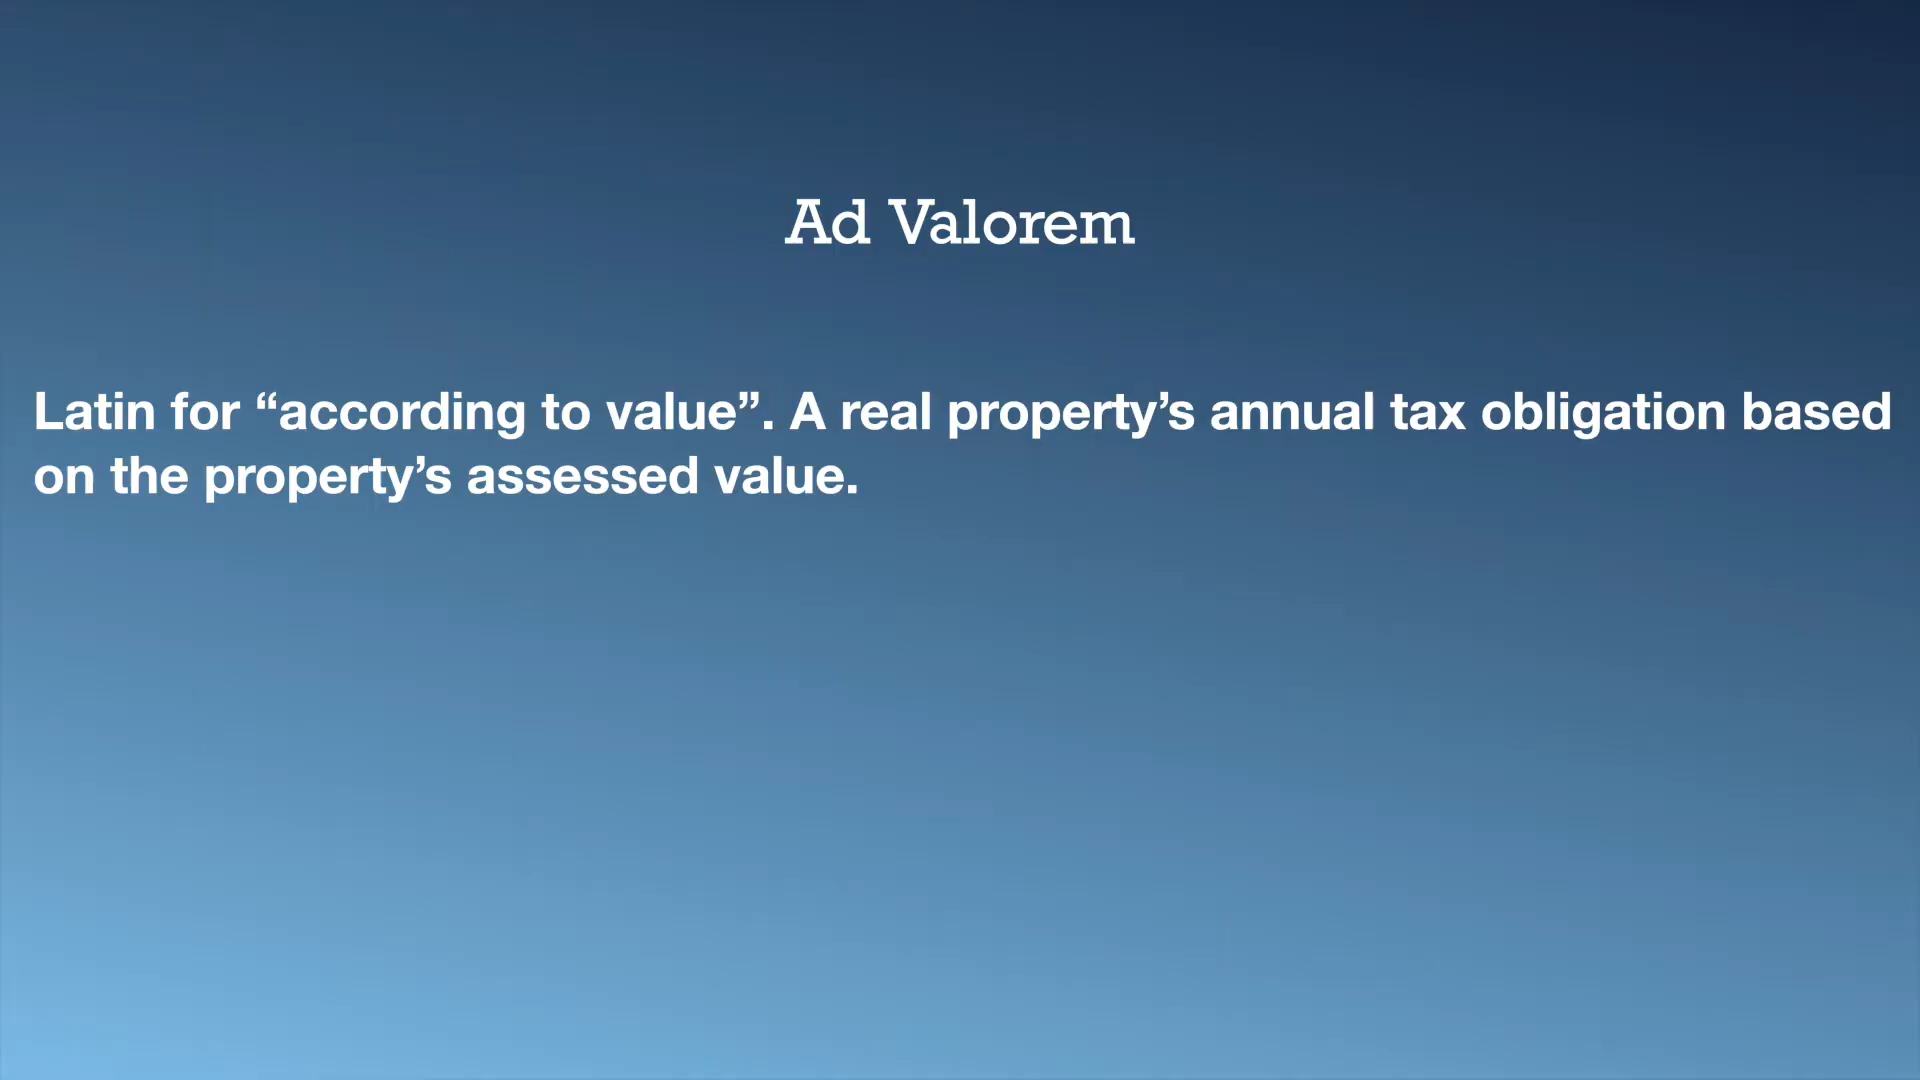 Ad Valorem
Latin for “according to value”. A real property’s annual tax obligation based
on the property’s assessed value.